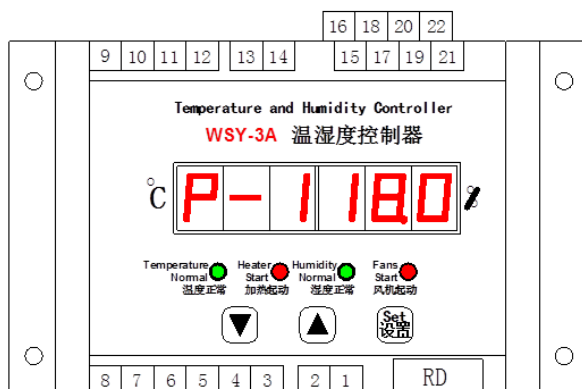 16 18 20 22
9 10 11 12 13 14 15 17 19 21
Temperature and Humidity Controller
WSY-3A 温湿度控制器
°C P-118.0 %
Temperature Normal 温度正常
Heater Start 加热起动
Humidity Normal 湿度正常
Fans Start 风机起动
▼ ▲ Set 设置
8 7 6 5 4 3 2 1 RD